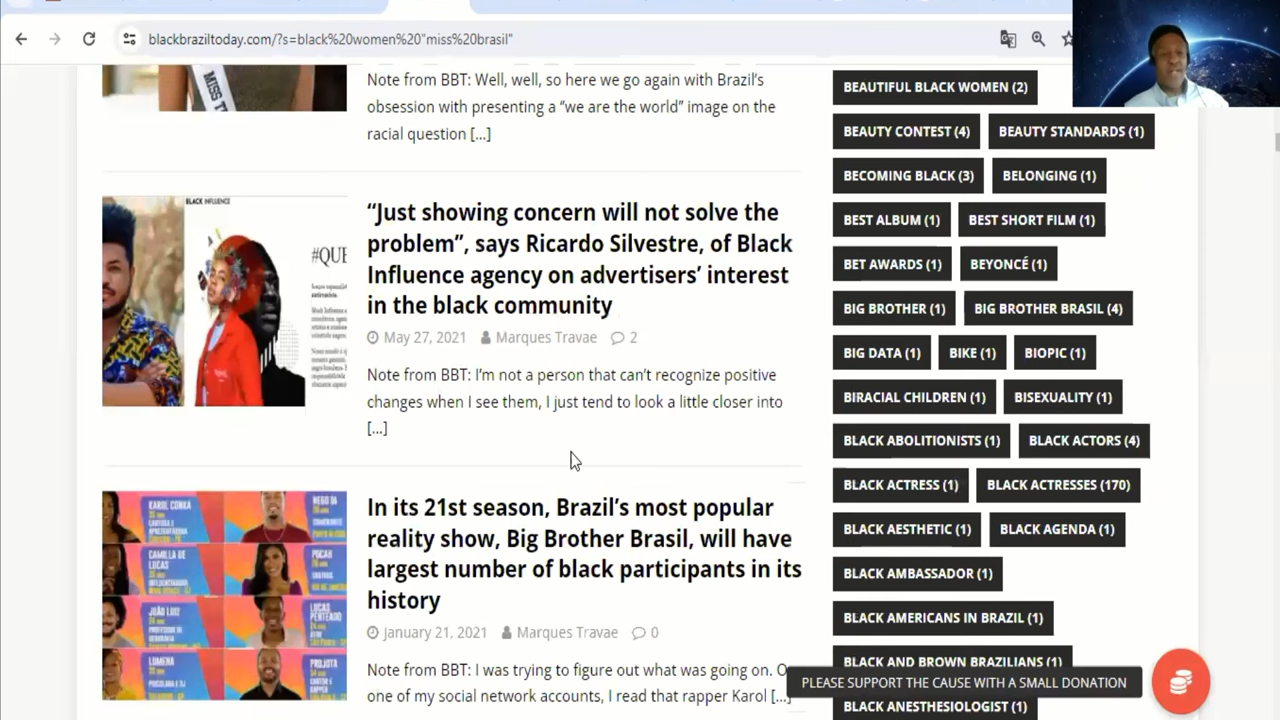 blackbraziltoday.com/?s=black%20women%20"miss%20brasil"
MISS T
Note from BBT: Well, well, so here we go again with Brazil’s
obsession with presenting a “we are the world” image on the
racial question [...]
BLACK INFLUENCE
#QUE
“Just showing concern will not solve the
problem”, says Ricardo Silvestre, of Black
Influence agency on advertisers’ interest
in the black community
May 27, 2021 Marques Travae 2
Note from BBT: I’m not a person that can’t recognize positive
changes when I see them, I just tend to look a little closer into
[...]
KAROL CONKA
NEGO DI
CAMILLA DE
LUCAS
POCAH
JOÃO LUIZ
LUCAS
PENTEADO
LUMENA
PROJOTA
In its 21st season, Brazil’s most popular
reality show, Big Brother Brasil, will have
largest number of black participants in its
history
January 21, 2021 Marques Travae 0
Note from BBT: I was trying to figure out what was going on. O
one of my social network accounts, I read that rapper Karol [...]
BEAUTIFUL BLACK WOMEN (2)
BEAUTY CONTEST (4) BEAUTY STANDARDS (1)
BECOMING BLACK (3) BELONGING (1)
BEST ALBUM (1) BEST SHORT FILM (1)
BET AWARDS (1) BEYONCÉ (1)
BIG BROTHER (1) BIG BROTHER BRASIL (4)
BIG DATA (1) BIKE (1) BIOPIC (1)
BIRACIAL CHILDREN (1) BISEXUALITY (1)
BLACK ABOLITIONISTS (1) BLACK ACTORS (4)
BLACK ACTRESS (1) BLACK ACTRESSES (170)
BLACK AESTHETIC (1) BLACK AGENDA (1)
BLACK AMBASSADOR (1)
BLACK AMERICANS IN BRAZIL (1)
BLACK AND BROWN BRAZILIANS (1)
PLEASE SUPPORT THE CAUSE WITH A SMALL DONATION
BLACK ANESTHESIOLOGIST (1)